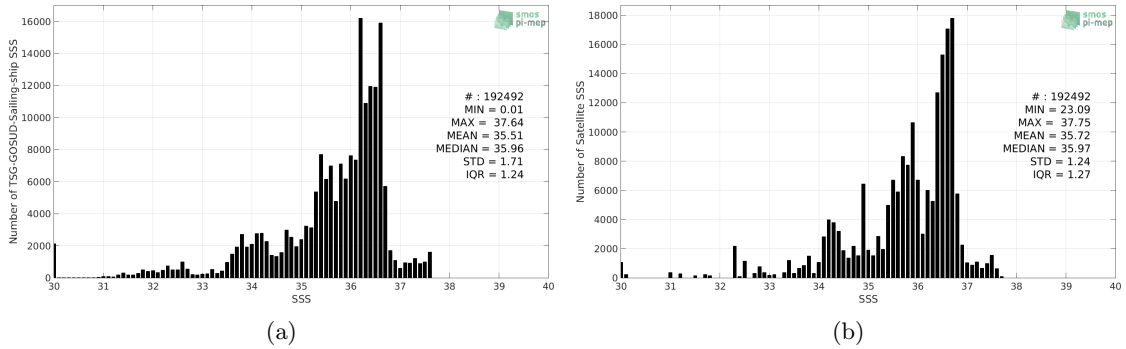 smos
pi-mep
Number of TSG-GOSUD-Sailing-ship SSS
16000
14000
12000
10000
8000
6000
4000
2000
0
# : 192492
MIN = 0.01
MAX = 37.64
MEAN = 35.51
MEDIAN = 35.96
STD = 1.71
IQR = 1.24
30 31 32 33 34 35 36 37 38 39 40
SSS
(a)
smos
pi-mep
Number of Satellite SSS
18000
16000
14000
12000
10000
8000
6000
4000
2000
0
# : 192492
MIN = 23.09
MAX = 37.75
MEAN = 35.72
MEDIAN = 35.97
STD = 1.24
IQR = 1.27
30 31 32 33 34 35 36 37 38 39 40
SSS
(b)